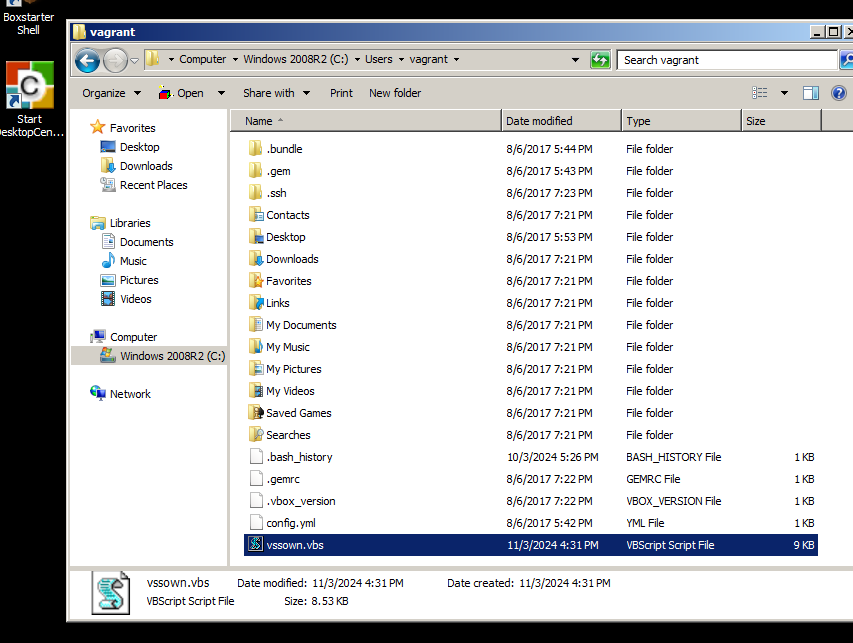 Boxstarter
Shell
Start
esktopCen...
vagrant
Computer
Windows 2008R2 (C:)
Users
vagrant
Search vagrant
Organize
Open
Share with
Print
New folder
Favorites
Desktop
Downloads
Recent Places
Libraries
Documents
Music
Pictures
Videos
Computer
Windows 2008R2 (C:)
Network
Name Date modified Type Size
.bundle 8/6/2017 5:44 PM File folder
.gem 8/6/2017 5:43 PM File folder
.ssh 8/6/2017 7:23 PM File folder
Contacts 8/6/2017 7:21 PM File folder
Desktop 8/6/2017 5:53 PM File folder
Downloads 8/6/2017 7:21 PM File folder
Favorites 8/6/2017 7:21 PM File folder
Links 8/6/2017 7:21 PM File folder
My Documents 8/6/2017 7:21 PM File folder
My Music 8/6/2017 7:21 PM File folder
My Pictures 8/6/2017 7:21 PM File folder
My Videos 8/6/2017 7:21 PM File folder
Saved Games 8/6/2017 7:21 PM File folder
Searches 8/6/2017 7:21 PM File folder
.bash_history 10/3/2024 5:26 PM BASH_HISTORY File 1 KB
.gemrc 8/6/2017 7:22 PM GEMRC File 1 KB
.vbox_version 8/6/2017 7:22 PM VBOX_VERSION File 1 KB
config.yml 8/6/2017 5:42 PM YML File 1 KB
vssown.vbs 11/3/2024 4:31 PM VBScript Script File 9 KB
vssown.vbs Date modified: 11/3/2024 4:31 PM Date created: 11/3/2024 4:31 PM
VBScript Script File Size: 8.53 KB